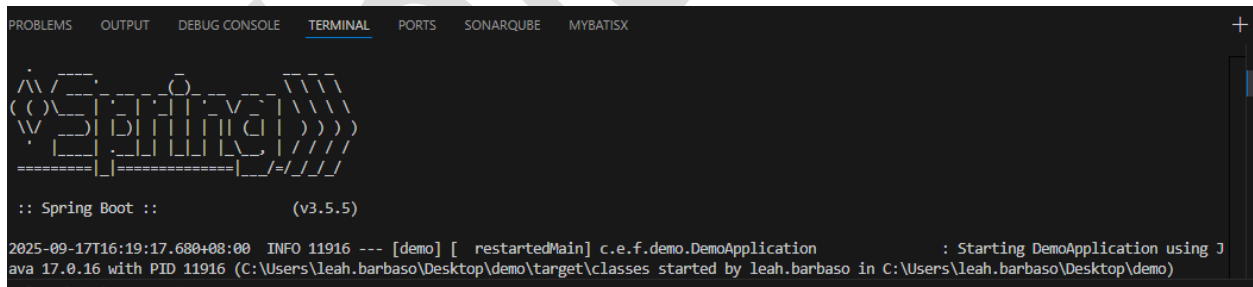 PROBLEMS OUTPUT DEBUG CONSOLE TERMINAL PORTS SONARQUBE MYBATISX
Spring
:: Spring Boot :: (v3.5.5)
2025-09-17T16:19:17.680+08:00 INFO 11916 --- [demo] [ restartedMain] c.e.f.demo.DemoApplication : Starting DemoApplication using J
ava 17.0.16 with PID 11916 (C:\Users\leah.barbaso\Desktop\demo\target\classes started by leah.barbaso in C:\Users\leah.barbaso\Desktop\demo)